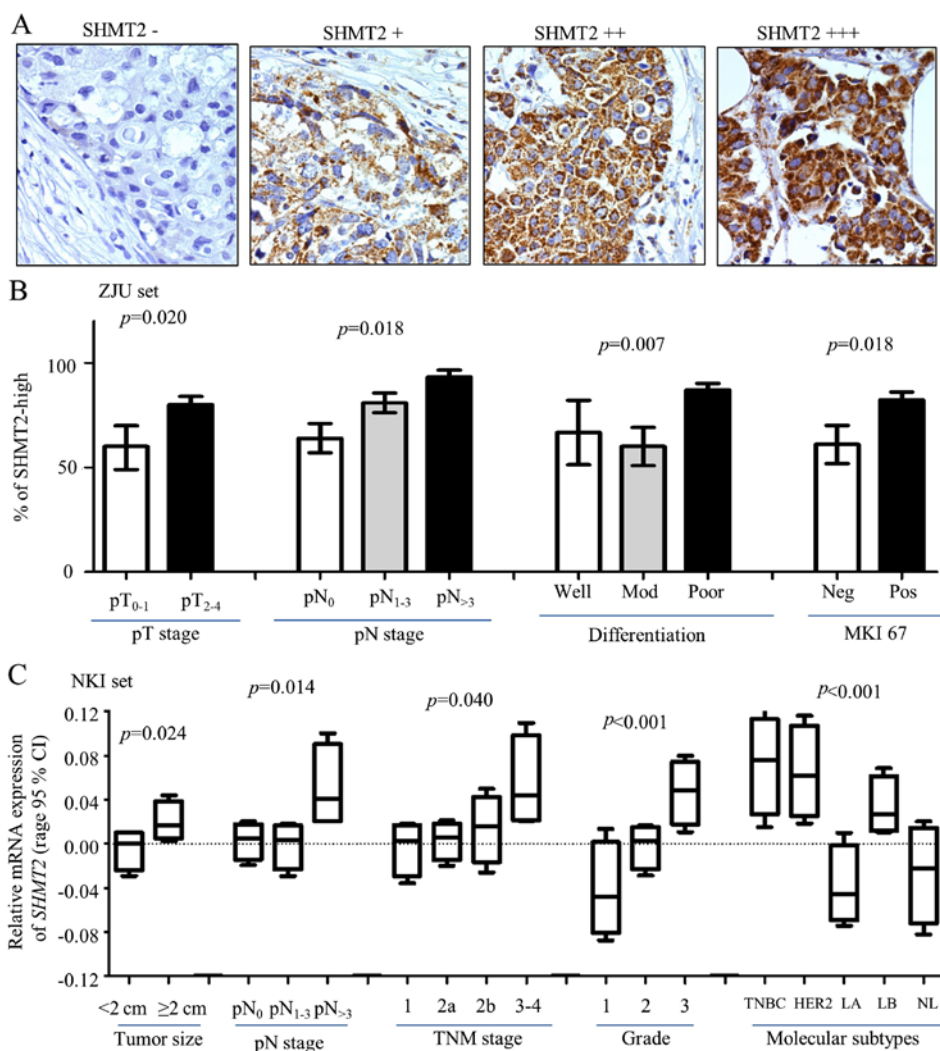 A
SHMT2 -
SHMT2 +
SHMT2 ++
SHMT2 +++
B
ZJU set
p=0.020
p=0.018
p=0.007
p=0.018
% of SHMT2-high
100
50
0
pT0-1
pT2-4
pN0
pN1-3
pN>3
Well
Mod
Poor
Neg
Pos
pT stage
pN stage
Differentiation
MKI 67
C
NKI set
p=0.024
p=0.014
p=0.040
p<0.001
p<0.001
Relative mRNA expression
of SHMT2 (rage 95 % CI)
0.12
0.08
0.04
0.00
-0.04
-0.08
-0.12
<2 cm
≥2 cm
pN0
pN1-3
pN>3
1
2a
2b
3-4
1
2
3
TNBC
HER2
LA
LB
NL
Tumor size
pN stage
TNM stage
Grade
Molecular subtypes